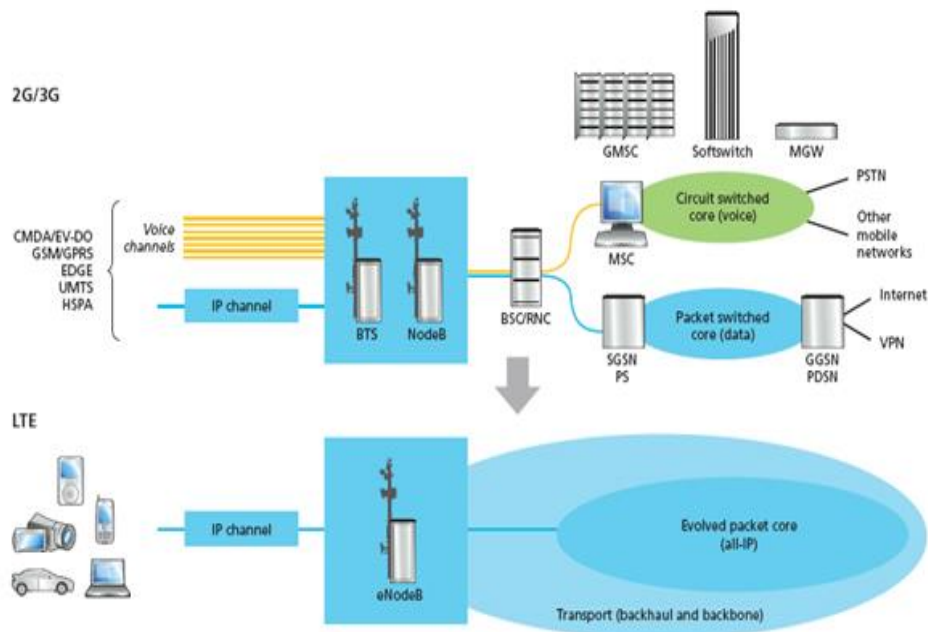 2G/3G
GMSC
Softswitch
MGW
CMDA/EV-DO
GSM/GPRS
EDGE
UMTS
HSPA
Voice
channels
IP channel
BTS
NodeB
BSC/RNC
MSC
Circuit switched
core (voice)
PSTN
Other
mobile
networks
SGSN
PS
Packet switched
core (data)
GGSN
PDSN
Internet
VPN
LTE
IP channel
eNodeB
Evolved packet core
(all-IP)
Transport (backhaul and backbone)